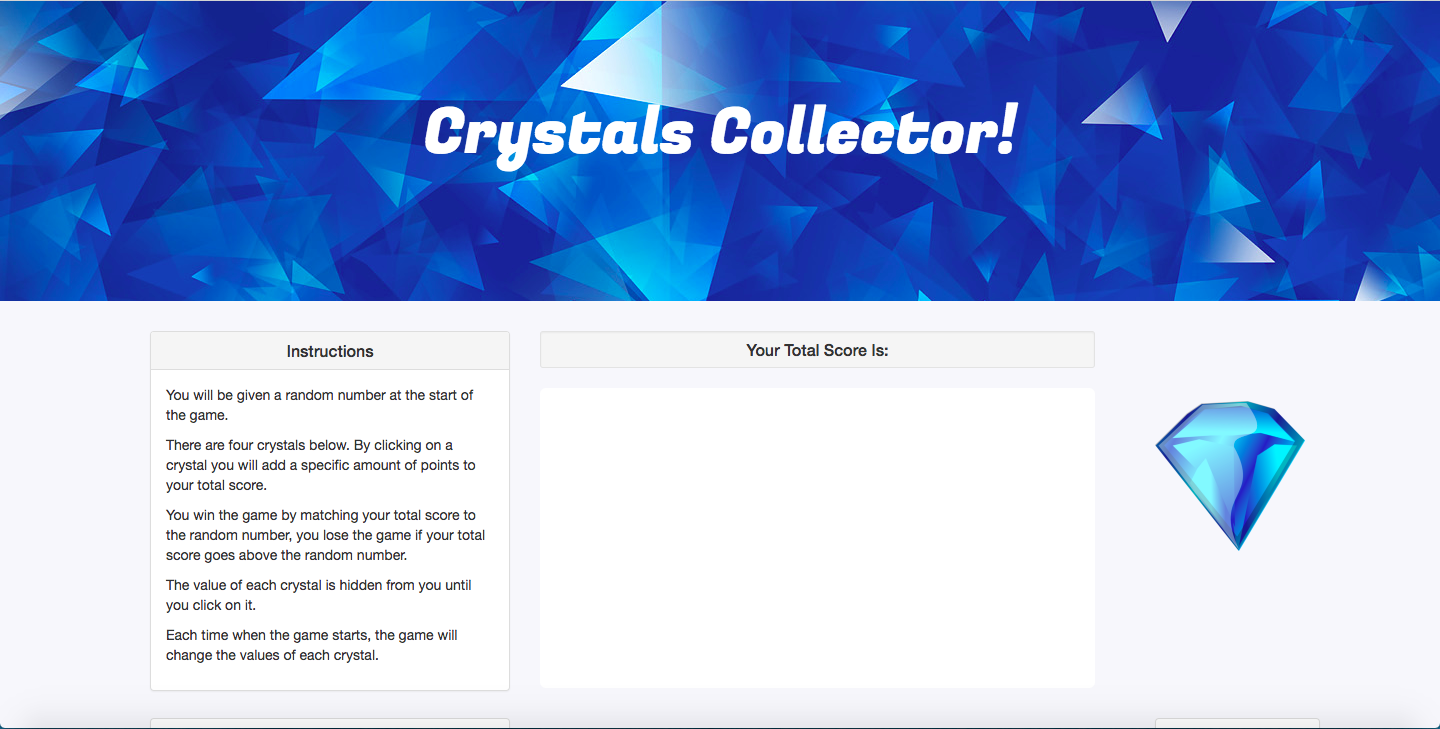 Crystals Collector!
Instructions
You will be given a random number at the start of
the game.
There are four crystals below. By clicking on a
crystal you will add a specific amount of points to
your total score.
You win the game by matching your total score to
the random number, you lose the game if your total
score goes above the random number.
The value of each crystal is hidden from you until
you click on it.
Each time when the game starts, the game will
change the values of each crystal.
Your Total Score Is: